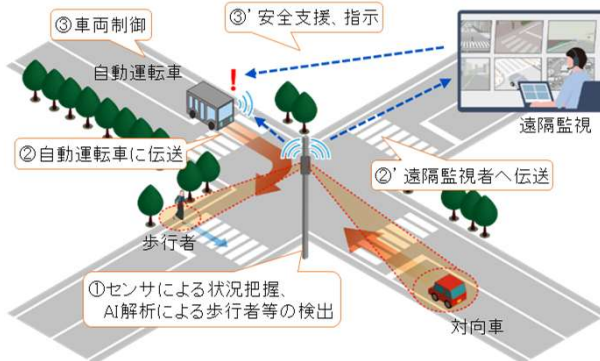 ③車両制御
③’安全支援、指示
自動運転車
!
遠隔監視
②自動運転車に伝送
②’遠隔監視者へ伝送
歩行者
①センサによる状況把握、
AI解析による歩行者等の検出
対向車